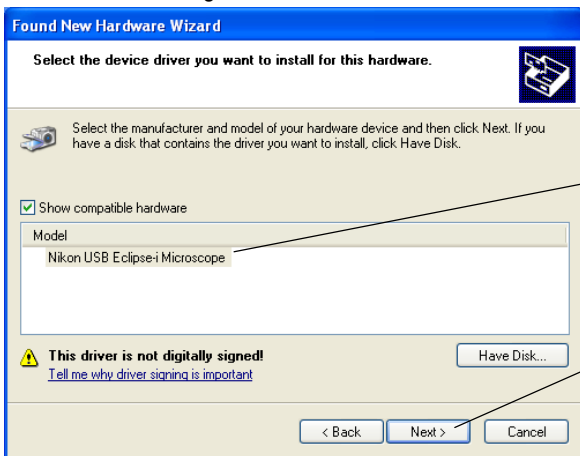 Found New Hardware Wizard
Select the device driver you want to install for this hardware.
Select the manufacturer and model of your hardware device and then click Next. If you
have a disk that contains the driver you want to install, click Have Disk.
Show compatible hardware
Model
Nikon USB Eclipse-i Microscope
This driver is not digitally signed!
Have Disk...
Tell me why driver signing is important
< Back
Next >
Cancel